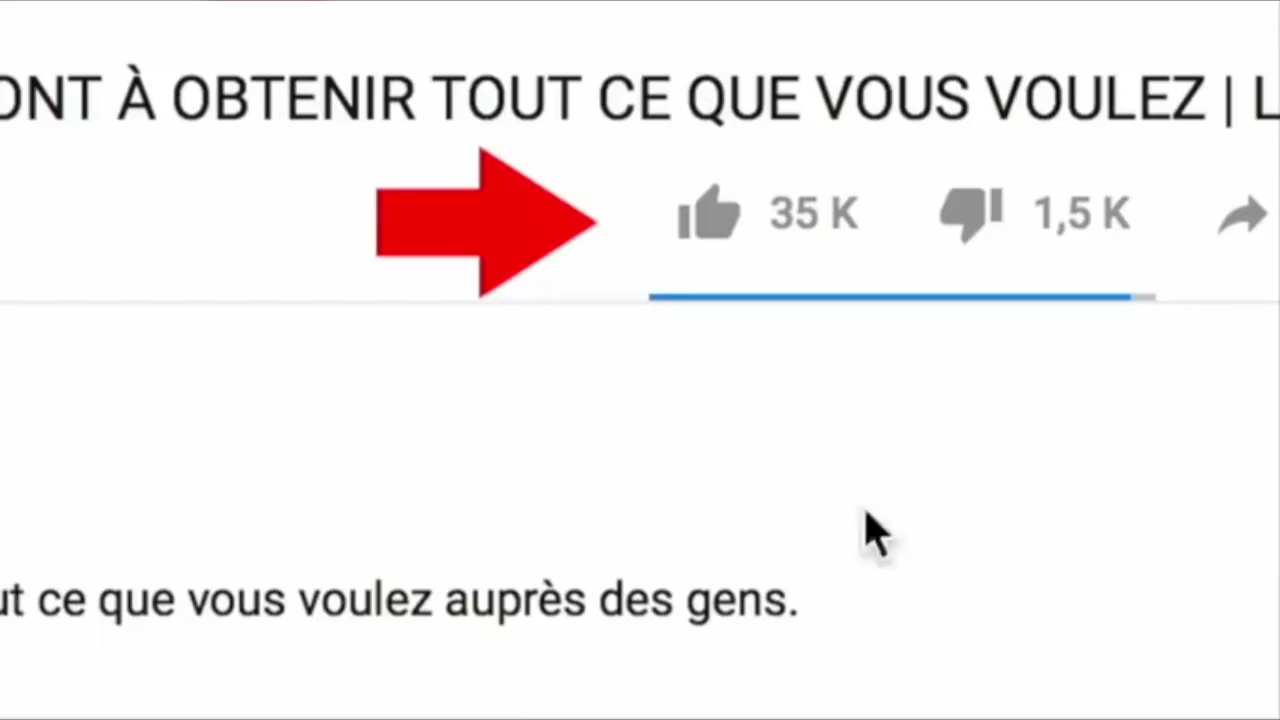 ONT À OBTENIR TOUT CE QUE VOUS VOULEZ | L
35 K 1,5 K
ut ce que vous voulez auprès des gens.